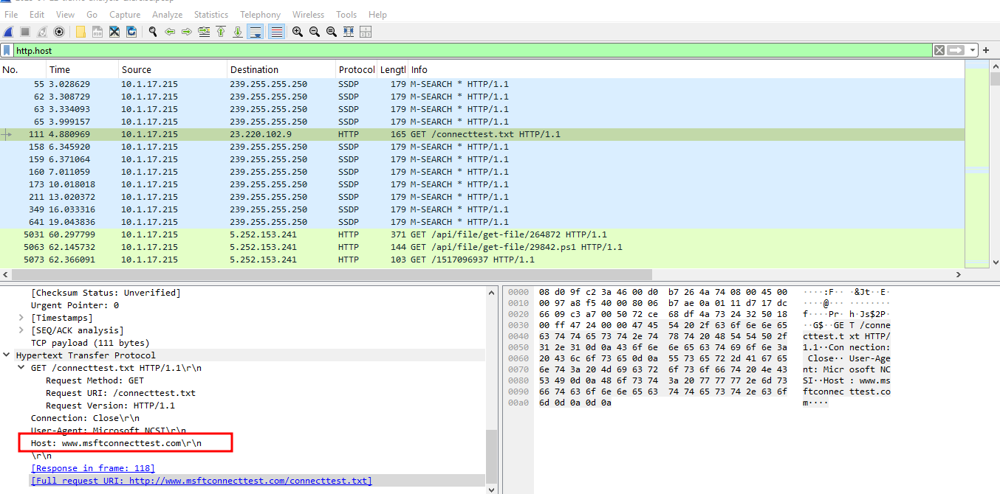 File Edit View Go Capture Analyze Statistics Telephony Wireless Tools Help
http.host
No. Time Source Destination Protocol Lengtl Info
55 3.028629 10.1.17.215 239.255.255.250 SSDP 179 M-SEARCH * HTTP/1.1
62 3.308729 10.1.17.215 239.255.255.250 SSDP 179 M-SEARCH * HTTP/1.1
63 3.334093 10.1.17.215 239.255.255.250 SSDP 179 M-SEARCH * HTTP/1.1
65 3.999157 10.1.17.215 239.255.255.250 SSDP 179 M-SEARCH * HTTP/1.1
111 4.880969 10.1.17.215 23.220.102.9 HTTP 165 GET /connecttest.txt HTTP/1.1
158 6.345920 10.1.17.215 239.255.255.250 SSDP 179 M-SEARCH * HTTP/1.1
159 6.371064 10.1.17.215 239.255.255.250 SSDP 179 M-SEARCH * HTTP/1.1
160 7.011059 10.1.17.215 239.255.255.250 SSDP 179 M-SEARCH * HTTP/1.1
173 10.018018 10.1.17.215 239.255.255.250 SSDP 179 M-SEARCH * HTTP/1.1
211 13.020372 10.1.17.215 239.255.255.250 SSDP 179 M-SEARCH * HTTP/1.1
349 16.033316 10.1.17.215 239.255.255.250 SSDP 179 M-SEARCH * HTTP/1.1
641 19.043836 10.1.17.215 239.255.255.250 SSDP 179 M-SEARCH * HTTP/1.1
5031 60.297799 10.1.17.215 5.252.153.241 HTTP 371 GET /api/file/get-file/264872 HTTP/1.1
5063 62.145732 10.1.17.215 5.252.153.241 HTTP 144 GET /api/file/get-file/29842.ps1 HTTP/1.1
5073 62.366091 10.1.17.215 5.252.153.241 HTTP 103 GET /1517096937 HTTP/1.1
[Checksum Status: Unverified]
Urgent Pointer: 0
[Timestamps]
[SEQ/ACK analysis]
TCP payload (111 bytes)
Hypertext Transfer Protocol
GET /connecttest.txt HTTP/1.1\r\n
Request Method: GET
Request URI: /connecttest.txt
Request Version: HTTP/1.1
Connection: Close\r\n
User-Agent: Microsoft NCSI\r\n
Host: www.msftconnecttest.com\r\n
\r\n
[Response in frame: 118]
[Full request URI: http://www.msftconnecttest.com/connecttest.txt]
0000 08 d0 9f c2 3a 46 00 d0 b7 26 4a 74 08 00 45 00 ····:F·· ·&Jt··E·
0010 00 97 a8 f5 40 00 80 06 b7 ae 0a 01 11 d7 17 dc ····@··· ········
0020 66 09 c3 a7 00 50 72 ce 68 df 4a 73 24 32 50 18 f····Pr· h·Js$2P·
0030 00 ff 47 24 00 00 47 45 54 20 2f 63 6f 6e 6e 65 ··G$··GE T /conne
0040 63 74 74 65 73 74 2e 74 78 74 20 48 54 54 50 2f cttest.t xt HTTP/
0050 31 2e 31 0d 0a 43 6f 6e 6e 65 63 74 69 6f 6e 3a 1.1··Con nection:
0060 20 43 6c 6f 73 65 0d 0a 55 73 65 72 2d 41 67 65 Close·· User-Age
0070 6e 74 3a 20 4d 69 63 72 6f 73 6f 66 74 20 4e 43 nt: Micr osoft NC
0080 53 49 0d 0a 48 6f 73 74 3a 20 77 77 77 2e 6d 73 SI··Host : www.ms
0090 66 74 63 6f 6e 6e 65 63 74 74 65 73 74 2e 63 6f ftconnec ttest.co
00a0 6d 0d 0a 0d 0a m····